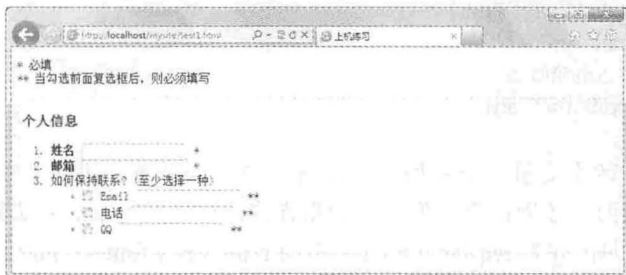 localhost/mysite/test1.html
上机练习
* 必填
** 当勾选前面复选框后，则必须填写
个人信息
1. 姓名 *
2. 邮箱 *
3. 如何保持联系？（至少选择一种）
Email **
电话 **
QQ **